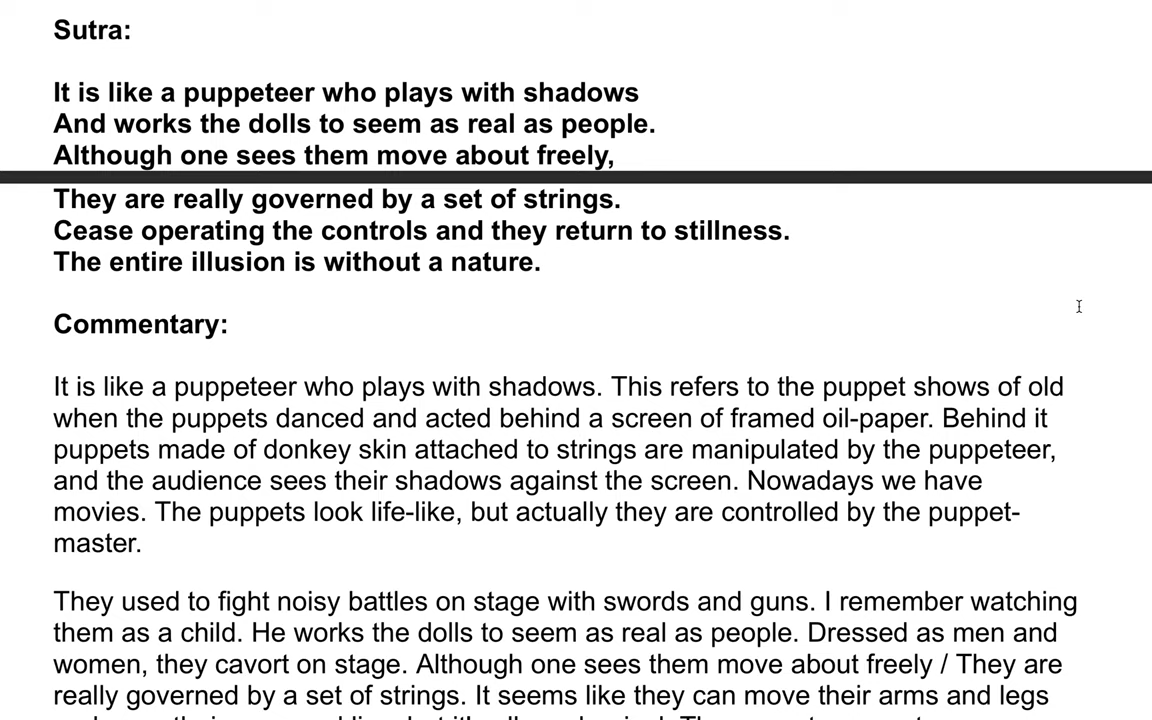 Sutra:
It is like a puppeteer who plays with shadows
And works the dolls to seem as real as people.
Although one sees them move about freely,
They are really governed by a set of strings.
Cease operating the controls and they return to stillness.
The entire illusion is without a nature.
Commentary:
It is like a puppeteer who plays with shadows. This refers to the puppet shows of old
when the puppets danced and acted behind a screen of framed oil-paper. Behind it
puppets made of donkey skin attached to strings are manipulated by the puppeteer,
and the audience sees their shadows against the screen. Nowadays we have
movies. The puppets look life-like, but actually they are controlled by the puppet-
master.
They used to fight noisy battles on stage with swords and guns. I remember watching
them as a child. He works the dolls to seem as real as people. Dressed as men and
women, they cavort on stage. Although one sees them move about freely / They are
really governed by a set of strings. It seems like they can move their arms and legs